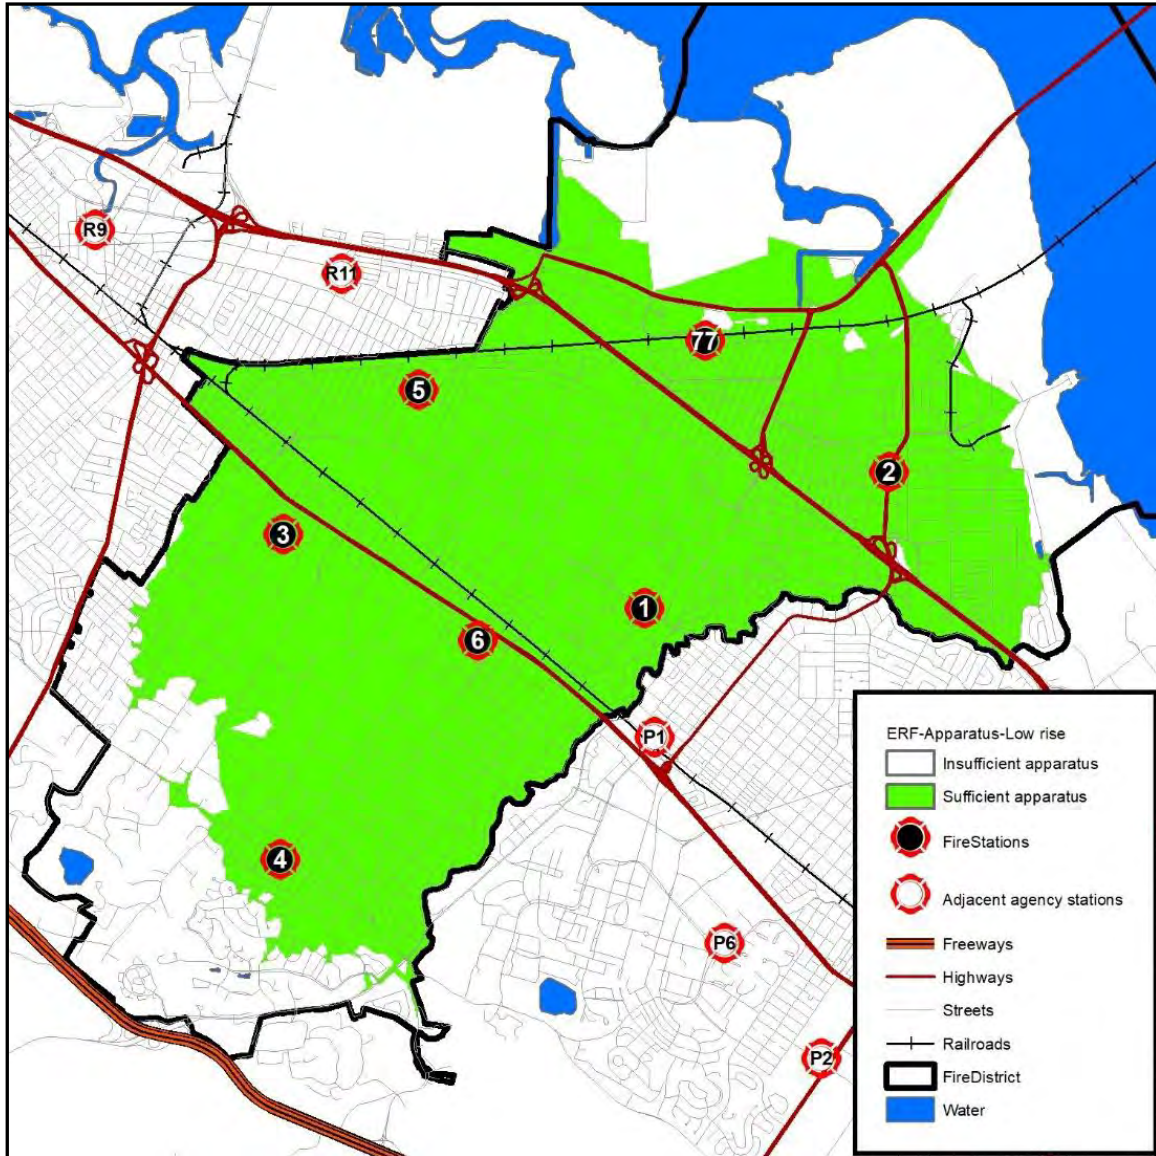 R9
R11
77
5
2
3
1
6
P1
4
P6
P2
ERF-Apparatus-Low rise
Insufficient apparatus
Sufficient apparatus
FireStations
Adjacent agency stations
Freeways
Highways
Streets
Railroads
FireDistrict
Water